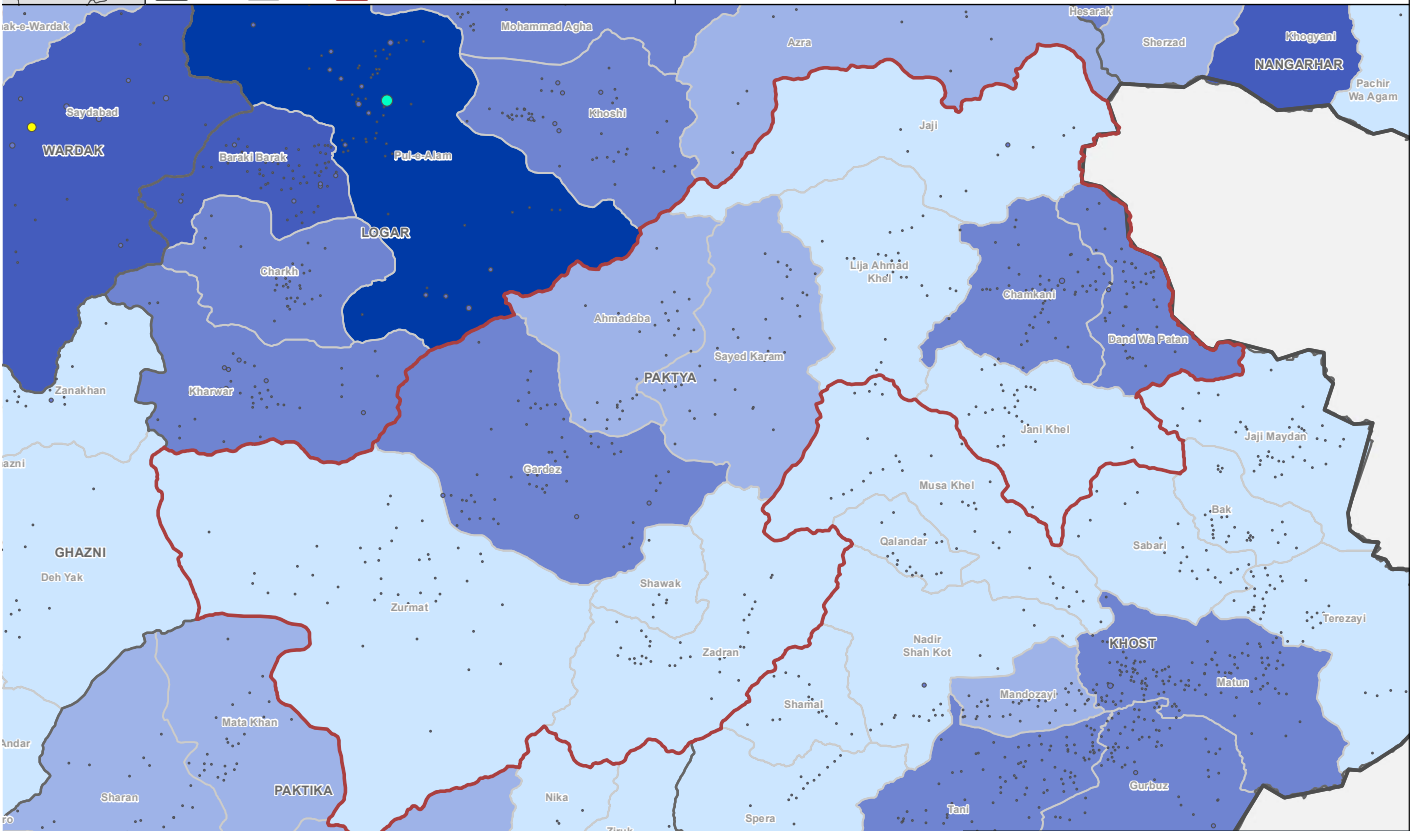 ak-e-Wardak
Mohammad Agha
Hesarak
Azra
Sherzad
Khogyani
NANGARHAR
Pachir
Wa Agam
Saydabad
Khoshi
Jaji
WARDAK
Baraki Barak
Pul-o-Alam
LOGAR
Charkh
Lija Ahmad
Khel
Chamkani
Ahmadaba
Dand Wa Patan
Sayed Karam
PAKTYA
Zanakhan
Kharwar
Jani Khel
Jaji Maydan
azni
Gardez
Musa Khel
Bak
Qalandar
Sabari
GHAZNI
Deh Yak
Shawak
Zurmat
Terezayi
Nadir
Shah Kot
KHOST
Zadran
Matun
Mandozayi
Shamal
Mata Khan
Andar
PAKTIKA
Gurbuz
Sharan
Nika
Tani
Spera
ro
Ziruk